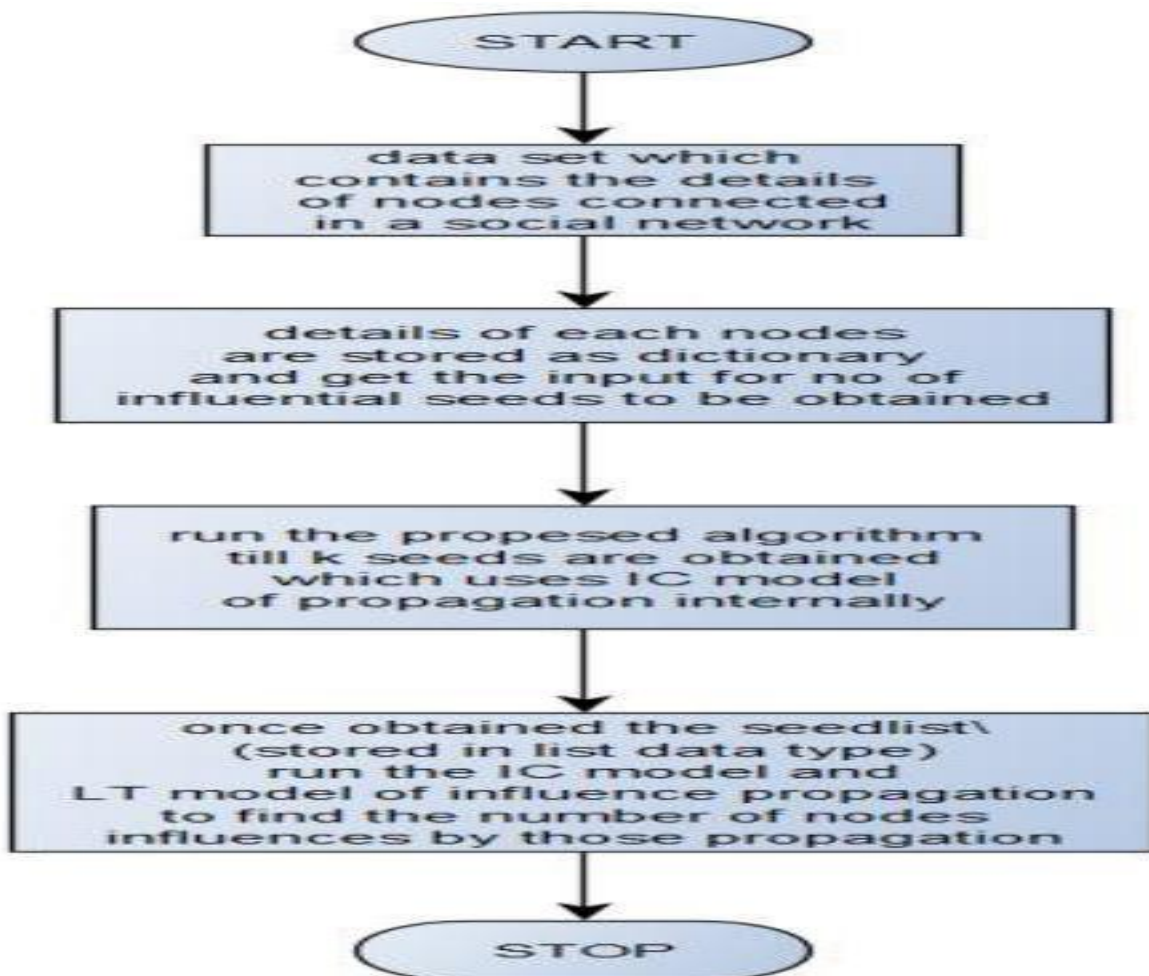 START
data set which
contains the details
of nodes connected
in a social network
details of each nodes
are stored as dictionary
and get the input for no of
influential seeds to be obtained
run the propesed algorithm
till k seeds are obtained
which uses IC model
of propagation internally
once obtained the seedlist\
(stored in list data type)
run the IC model and
LT model of influence propagation
to find the number of nodes
influences by those propagation
STOP